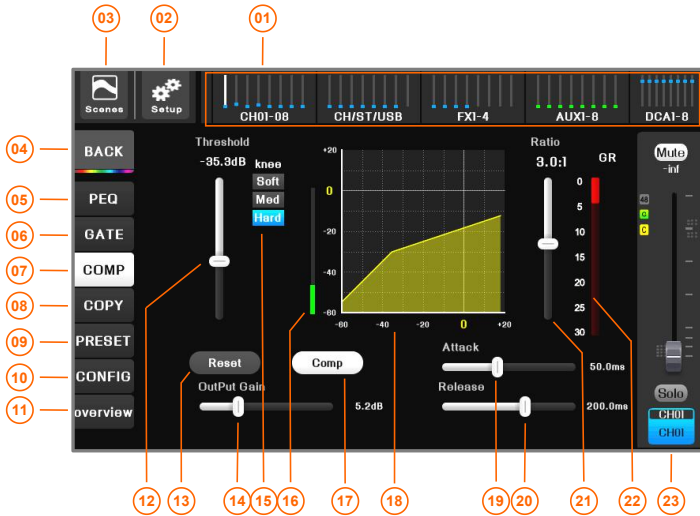 03
02
01
Scenes
Setup
CH01-08
CH/ST/USB
FX1-4
AUX1-8
DCA1-8
04
BACK
Threshold
-35.3dB
knee
Soft
Med
Hard
+20
0
-20
-40
-60
-60
-40
-20
0
+20
Ratio
3.0:1
GR
0
5
10
15
20
25
30
Mute
-inf
48
G
C
05
PEQ
06
GATE
07
COMP
08
COPY
09
PRESET
10
CONFIG
11
overview
Reset
Comp
OutPut Gain
5.2dB
Attack
50.0ms
Release
200.0ms
Solo
CH01
CH01
12
13
14
15
16
17
18
19
20
21
22
23